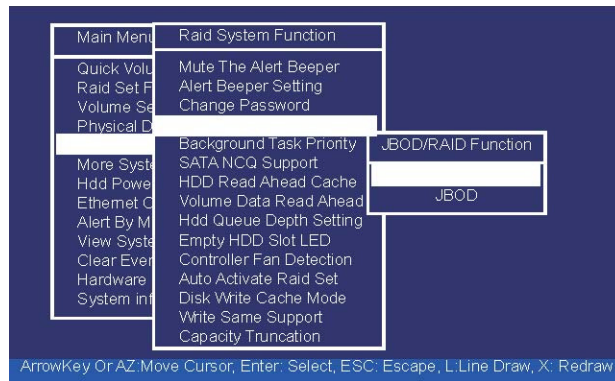 Main Menu
Quick Volu
Raid Set F
Volume Se
Physical D
More Syste
Hdd Powe
Ethernet C
Alert By M
View Syste
Clear Even
Hardware
System inf
Raid System Function
Mute The Alert Beeper
Alert Beeper Setting
Change Password
Background Task Priority
SATA NCQ Support
HDD Read Ahead Cache
Volume Data Read Ahead
Hdd Queue Depth Setting
Empty HDD Slot LED
Controller Fan Detection
Auto Activate Raid Set
Disk Write Cache Mode
Write Same Support
Capacity Truncation
JBOD/RAID Function
JBOD
ArrowKey Or AZ:Move Cursor, Enter: Select, ESC: Escape, L:Line Draw, X: Redraw